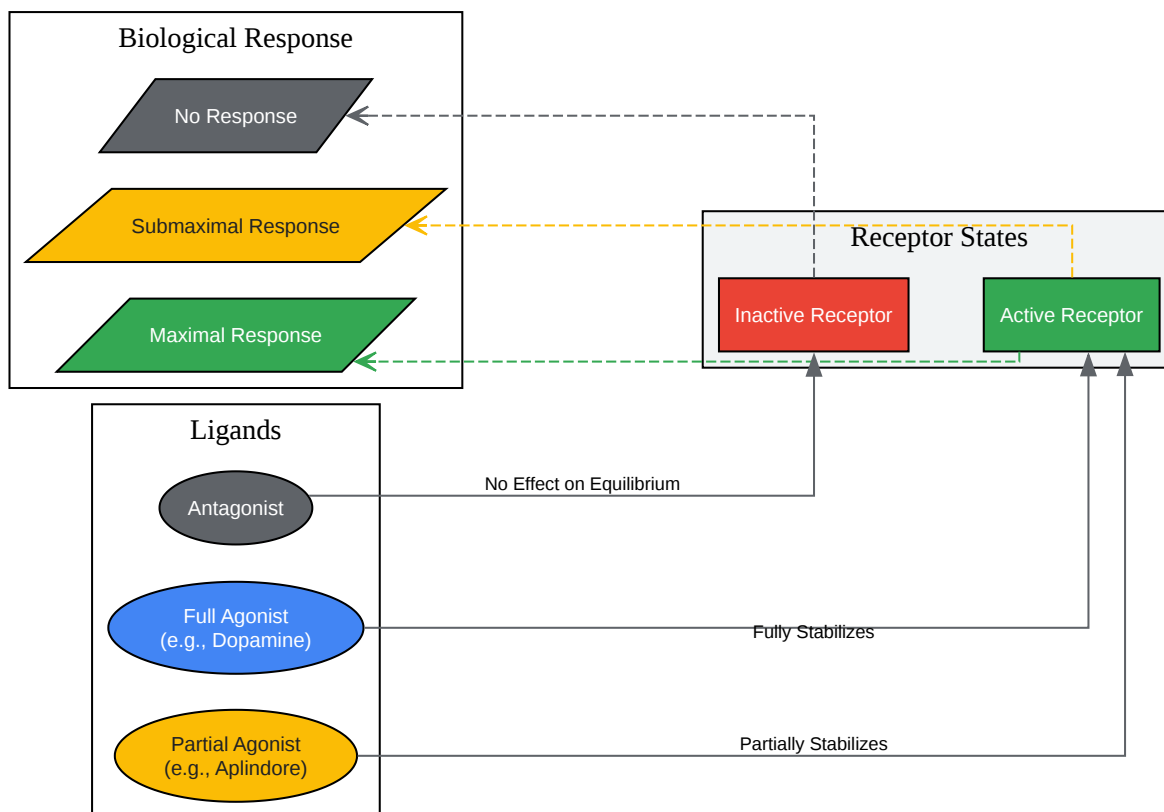 Biological Response
No Response
Submaximal Response
Maximal Response
Receptor States
Inactive Receptor
Active Receptor
Ligands
Antagonist
Full Agonist
(e.g., Dopamine)
Partial Agonist
(e.g., Aplindore)
No Effect on Equilibrium
Fully Stabilizes
Partially Stabilizes